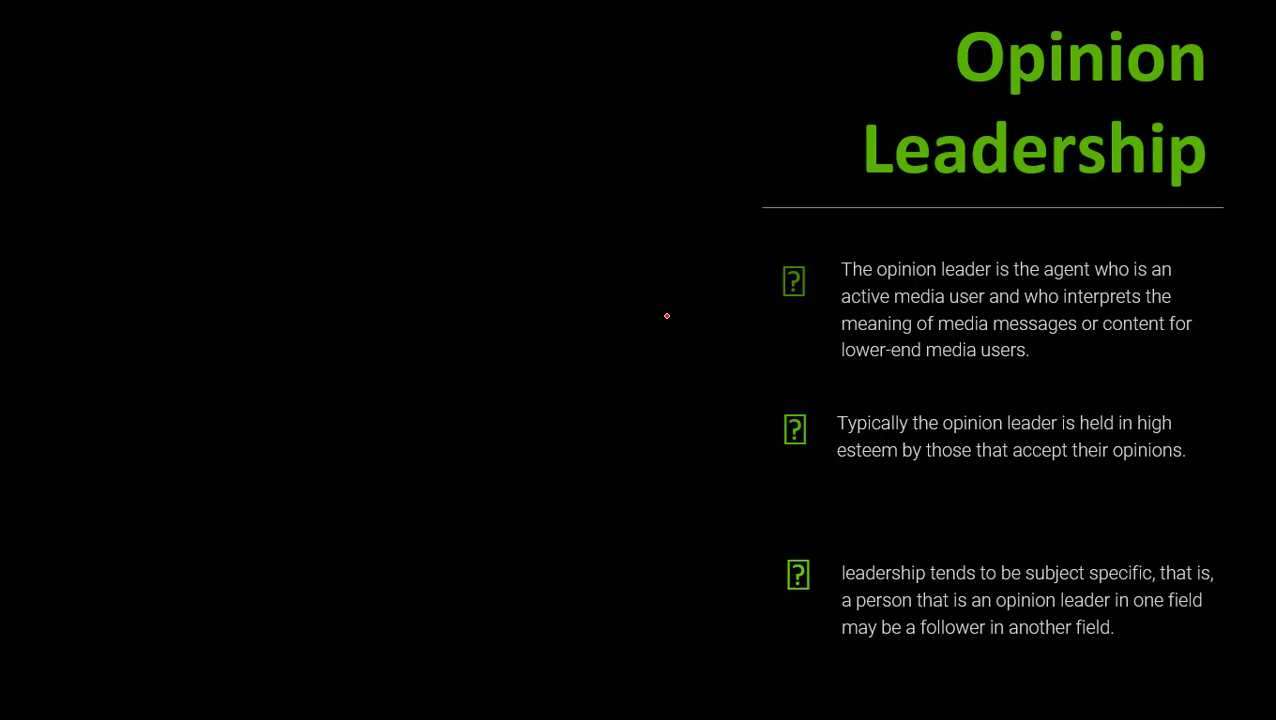 Opinion
Leadership
The opinion leader is the agent who is an
active media user and who interprets the
meaning of media messages or content for
lower-end media users.
Typically the opinion leader is held in high
esteem by those that accept their opinions.
leadership tends to be subject specific, that is,
a person that is an opinion leader in one field
may be a follower in another field.